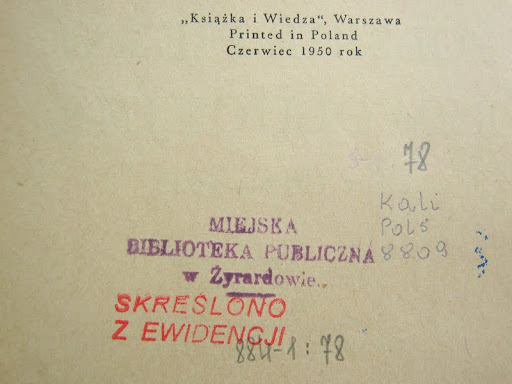 „Książka i Wiedza“, Warszawa
Printed in Poland
Czerwiec 1950 rok
78
Kali
Polś
8809
MIEJSKA
BIBLIOTEKA PUBLICZNA
w Żyrardowie.
SKREŚLONO
Z EWIDENCJI
884-1:78